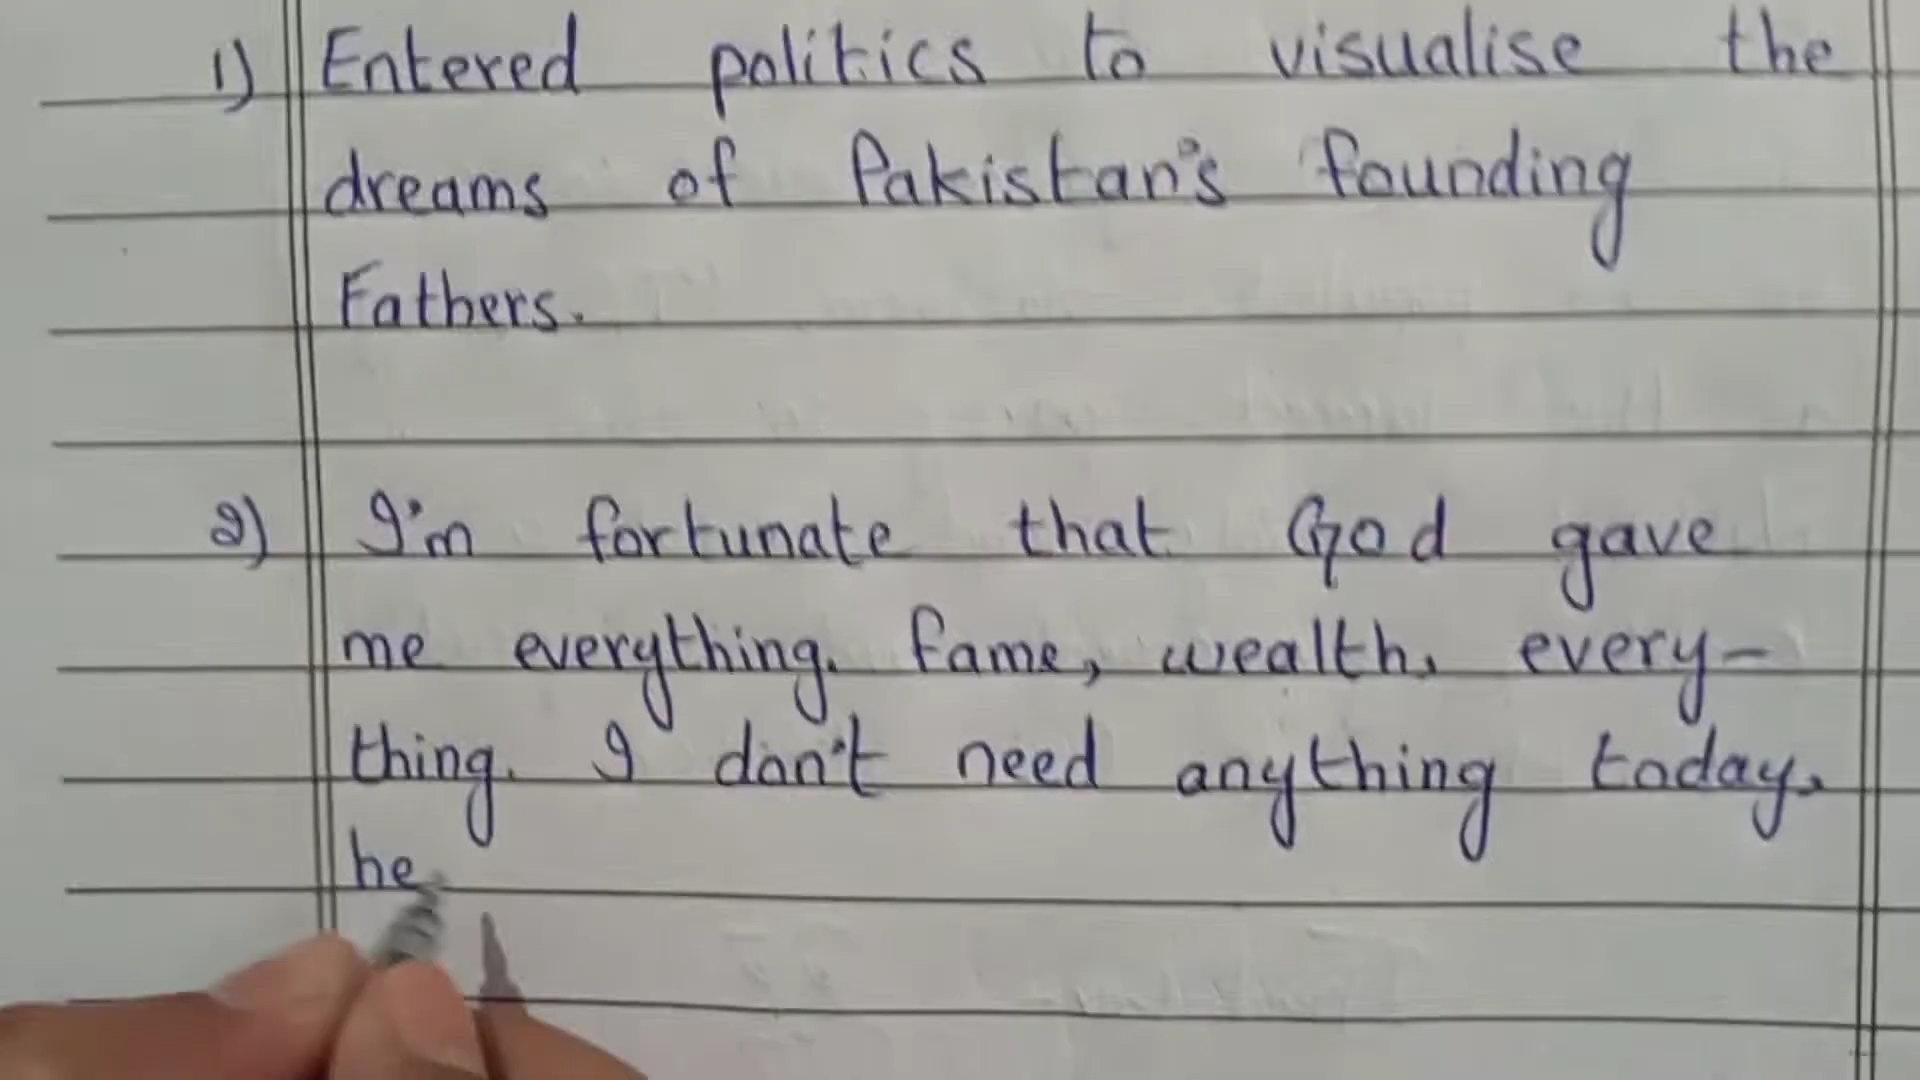 1) Entered politics to visualise the
dreams of Pakistan's founding
Fathers.
2) I'm fortunate that God gave
me everything. Fame, wealth, every-
thing. I don't need anything today,
he